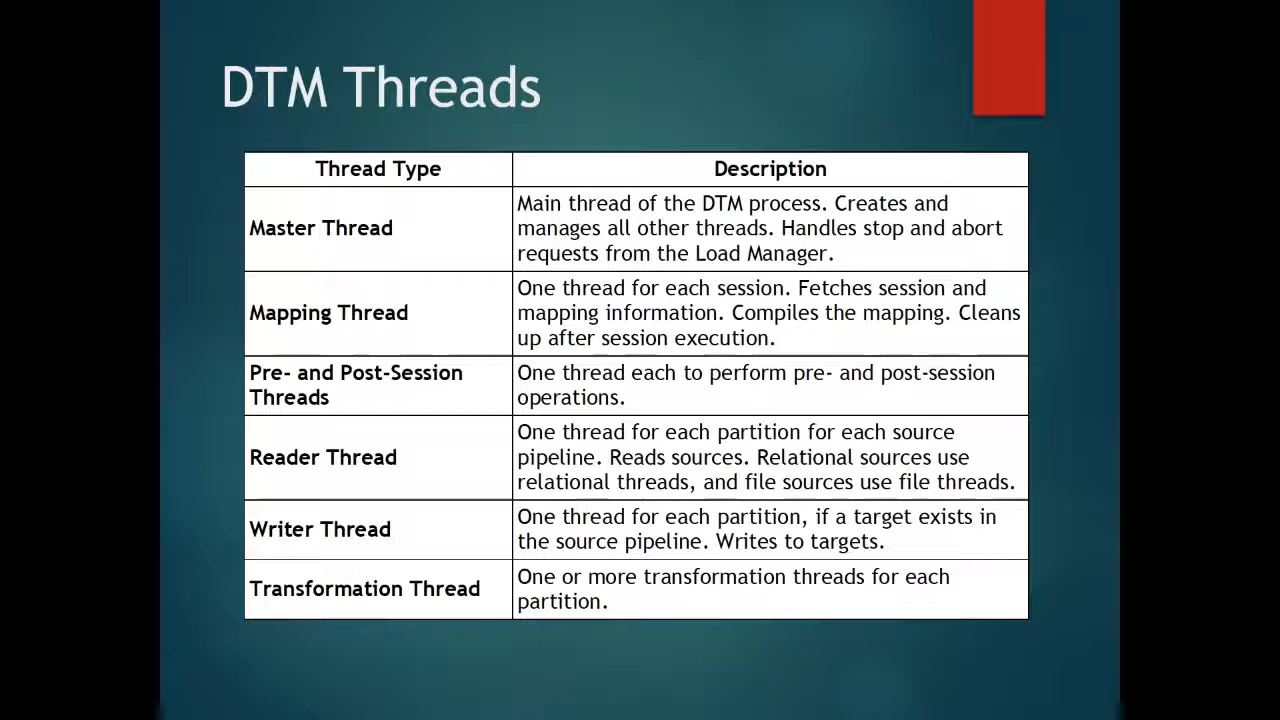 DTM Threads
Thread Type
Description
Master Thread
Main thread of the DTM process. Creates and
manages all other threads. Handles stop and abort
requests from the Load Manager.
Mapping Thread
One thread for each session. Fetches session and
mapping information. Compiles the mapping. Cleans
up after session execution.
Pre- and Post-Session
Threads
One thread each to perform pre- and post-session
operations.
Reader Thread
One thread for each partition for each source
pipeline. Reads sources. Relational sources use
relational threads, and file sources use file threads.
Writer Thread
One thread for each partition, if a target exists in
the source pipeline. Writes to targets.
Transformation Thread
One or more transformation threads for each
partition.